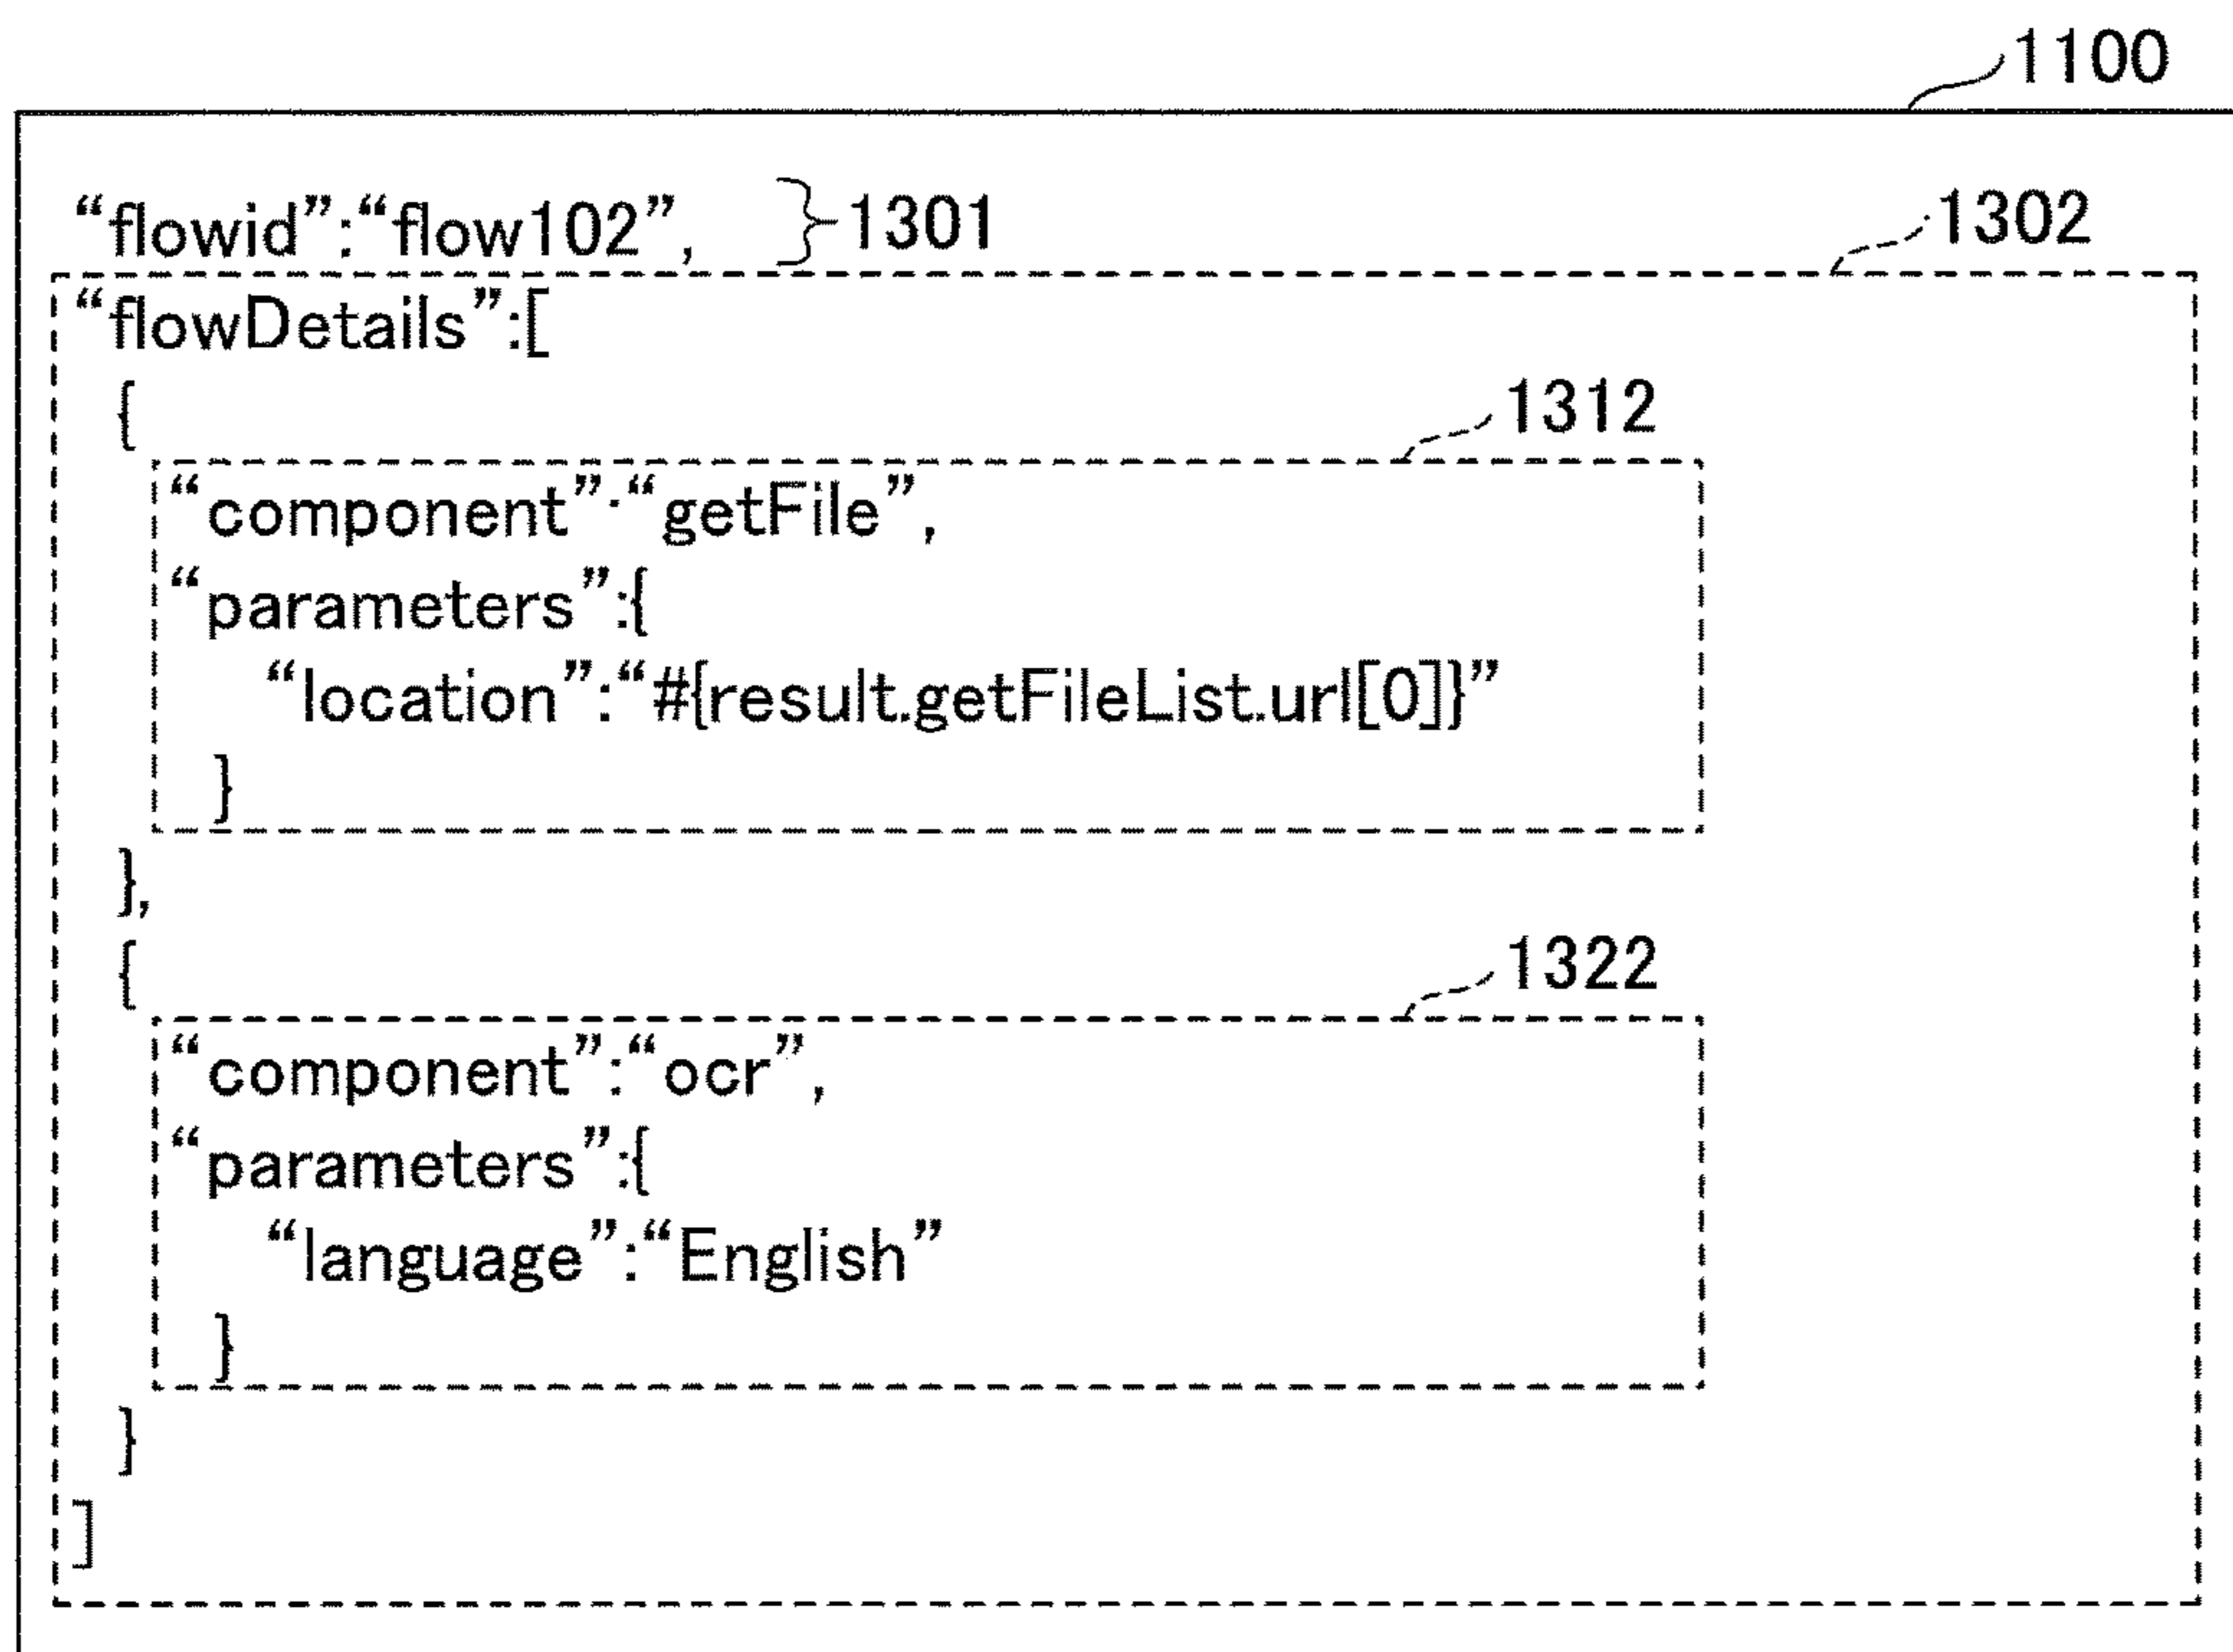 1100
“flowid”:“flow102”, 1301
1302
“flowDetails”:[
{
1312
“component”:“getFile”,
“parameters”:{
“location”:“#{result.getFileList.url[0]}”
}
},
{
1322
“component”:“ocr”,
“parameters”:{
“language”:“English”
}
}
]